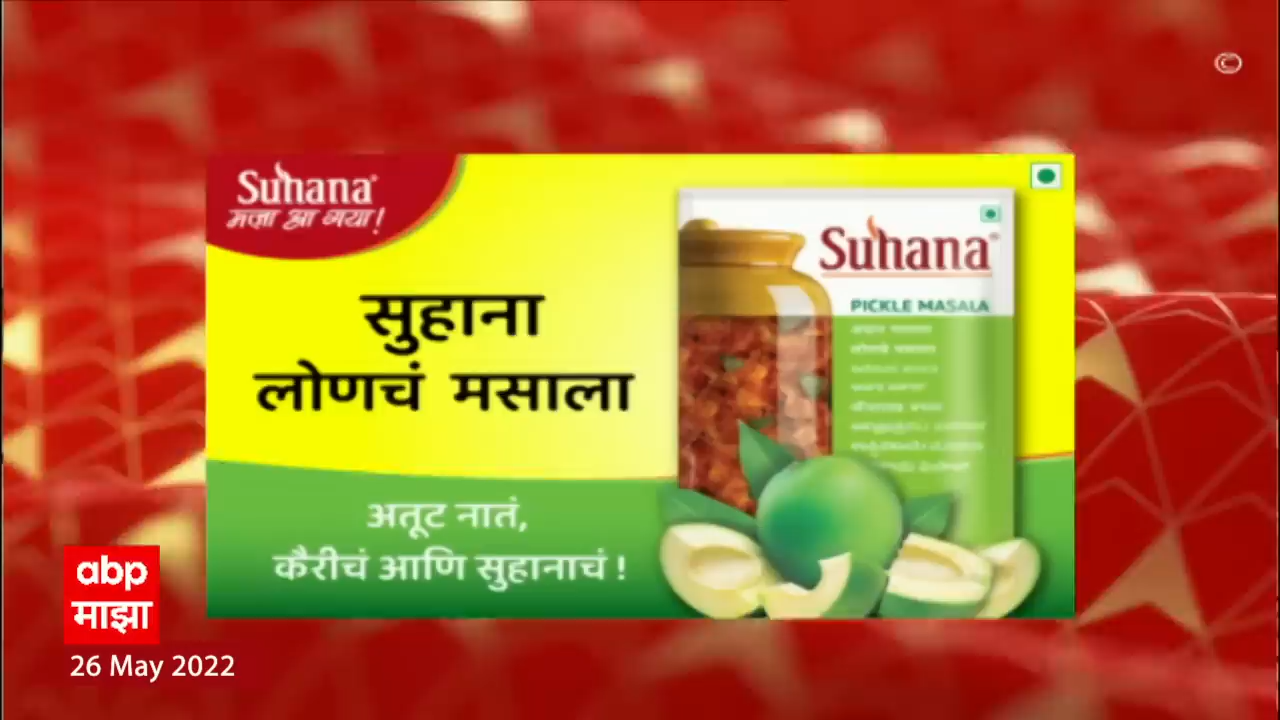 ©
Suhana
मज़ा आ गया!
सुहाना
लोणचं मसाला
अतूट नातं,
कैरीचं आणि सुहानाचं !
Suhana
PICKLE MASALA
abp
माझा
26 May 2022